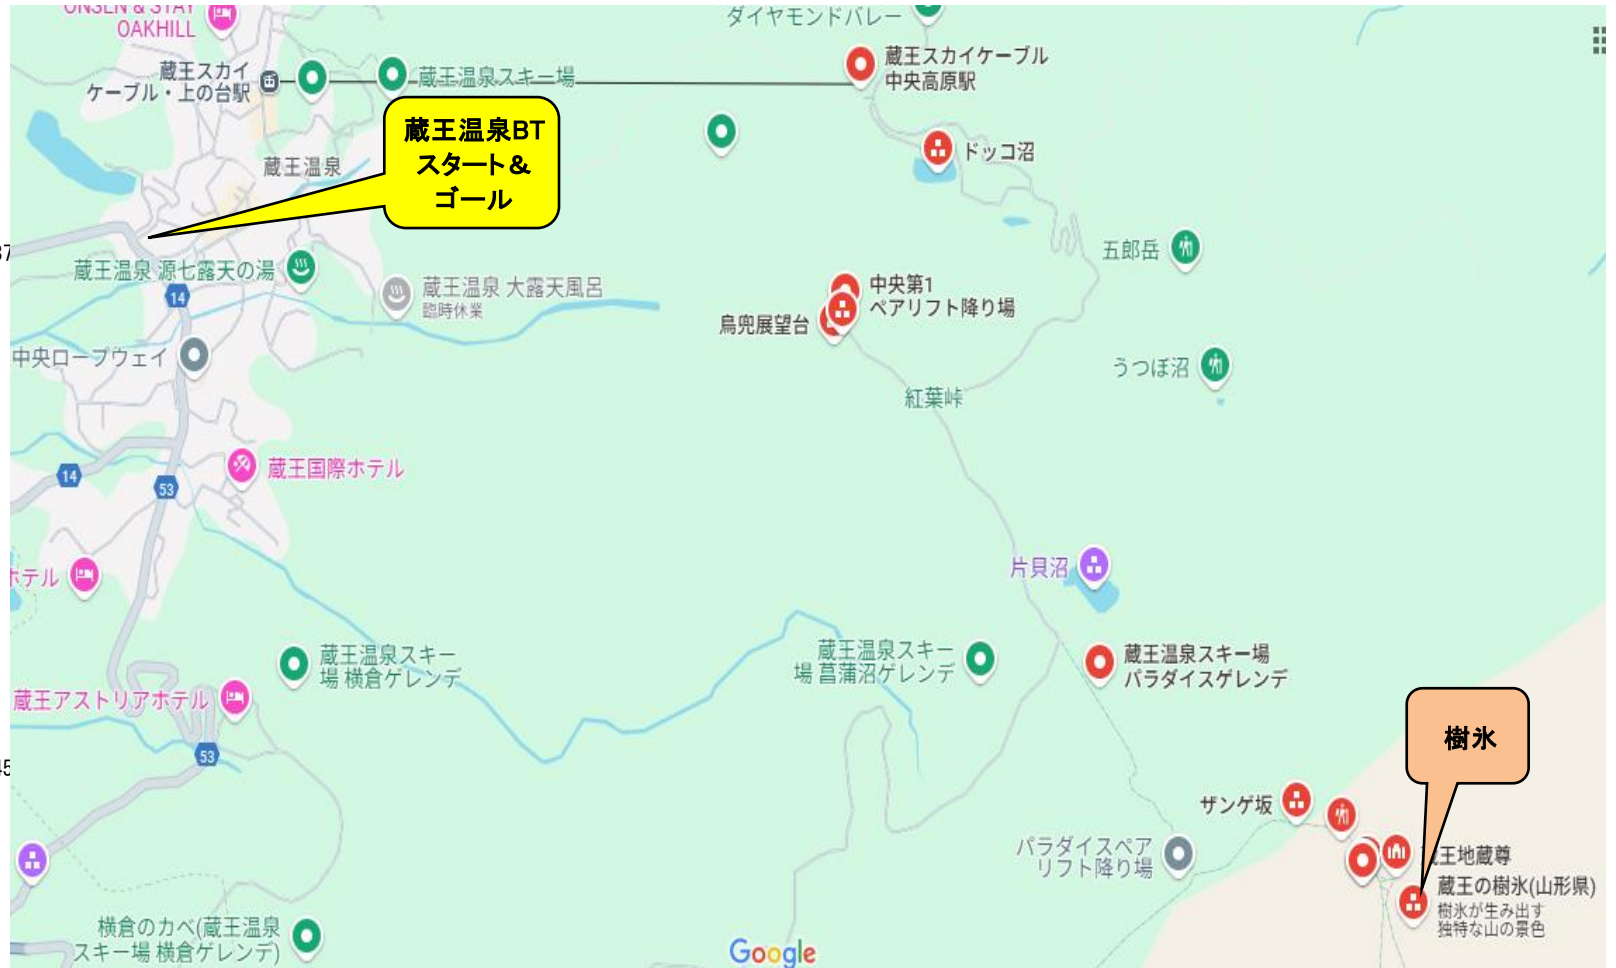 ONSEN & STAY
OAKHILL
ダイヤモンドバレー
蔵王スカイ
ケーブル・上の台駅
蔵王温泉スキー場
蔵王スカイケーブル
中央高原駅
蔵王温泉BT
スタート&
ゴール
蔵王温泉
ドッコ沼
五郎岳
蔵王温泉 源七露天の湯
蔵王温泉 大露天風呂
臨時休業
14
中央第1
ペアリフト降り場
鳥兜展望台
中央ロープウェイ
うつぼ沼
紅葉峠
蔵王国際ホテル
14
53
ホテル
片貝沼
蔵王温泉スキー
場 横倉ゲレンデ
蔵王温泉スキー
場 菖蒲沼ゲレンデ
蔵王温泉スキー場
パラダイスゲレンデ
蔵王アストリアホテル
53
樹氷
ザンゲ坂
パラダイスペア
リフト降り場
王地蔵尊
蔵王の樹氷(山形県)
樹氷が生み出す
独特な山の景色
横倉のカベ(蔵王温泉
スキー場 横倉ゲレンデ)
Google